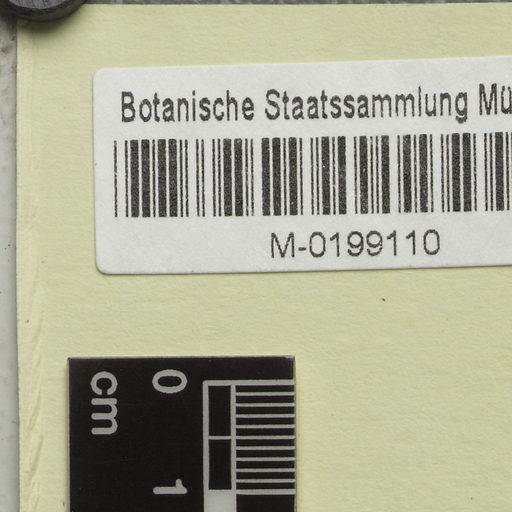 Botanische Staatssammlung Mü
M-0199110
cm
0
1